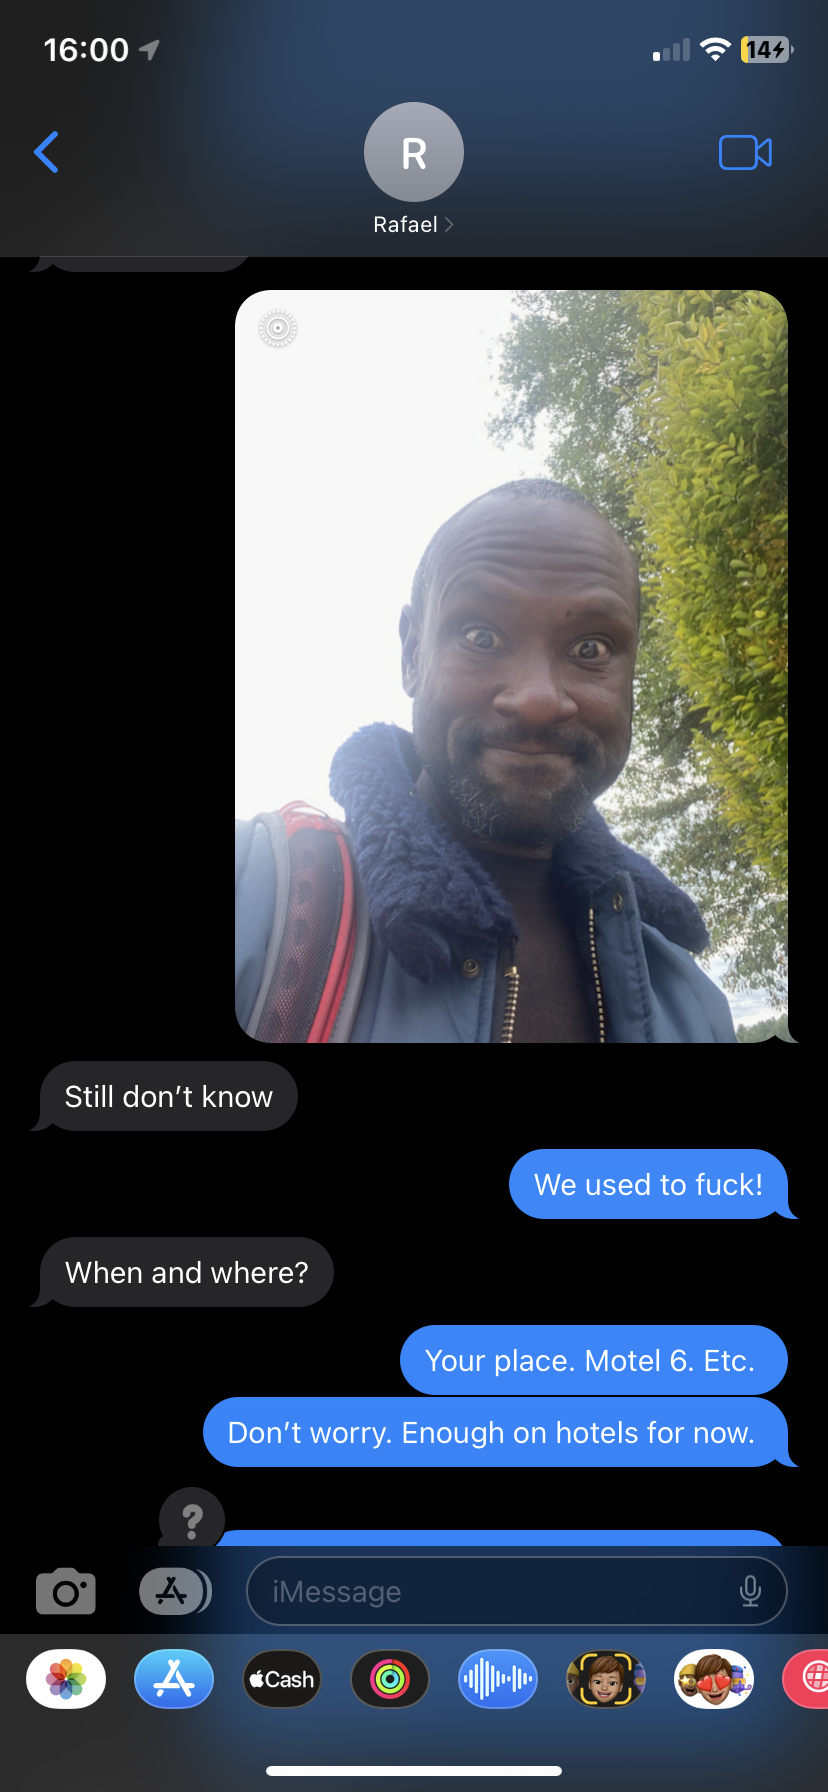 16:00
14
R
Rafael
Still don’t know
We used to fuck!
When and where?
Your place. Motel 6. Etc.
Don’t worry. Enough on hotels for now.
?
iMessage
Cash